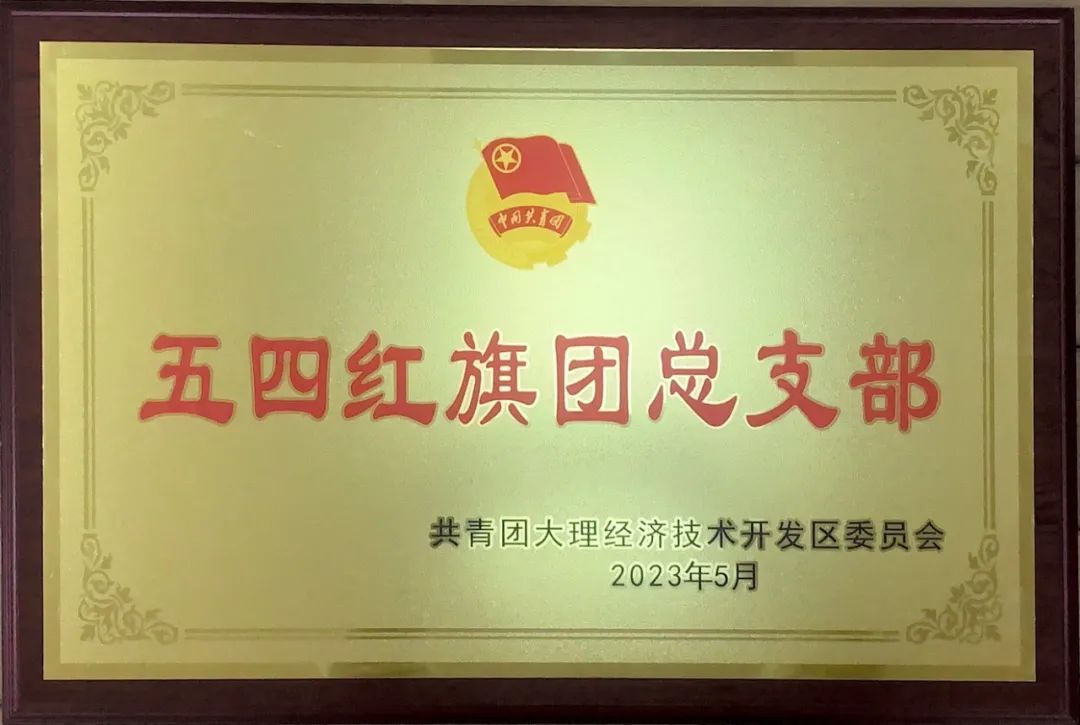 中国共青团
五四红旗团总支部
共青团大理经济技术开发区委员会
2023年5月